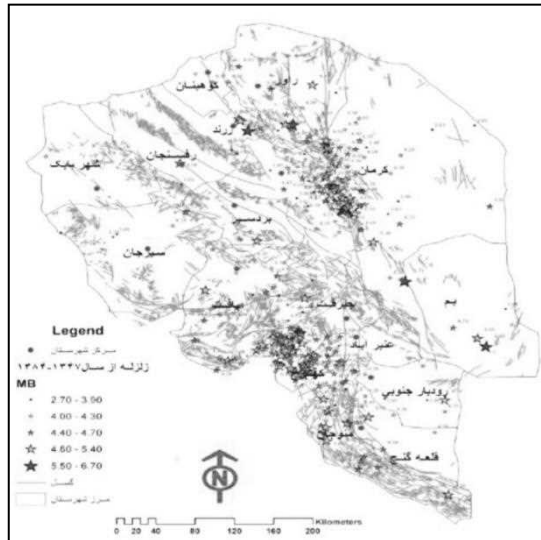 کوهبنان
راور
زرند
رفسنجان
شهر بابک
کرمان
بردسیر
سیرجان
بم
بافت
جیرفت
عنبر آباد
کهنوج
رودبار جنوبی
منوجان
قلعه گنج
Legend
مرکز شهرستان
زلزله از سال ۱۳۴۷-۱۳۸۴
MB
2.70 - 3.90
4.00 - 4.30
4.40 - 4.70
4.80 - 5.40
5.50 - 6.70
گسل
مرز شهرستان
N
0 20 40 80 120 160 200
Kilometers